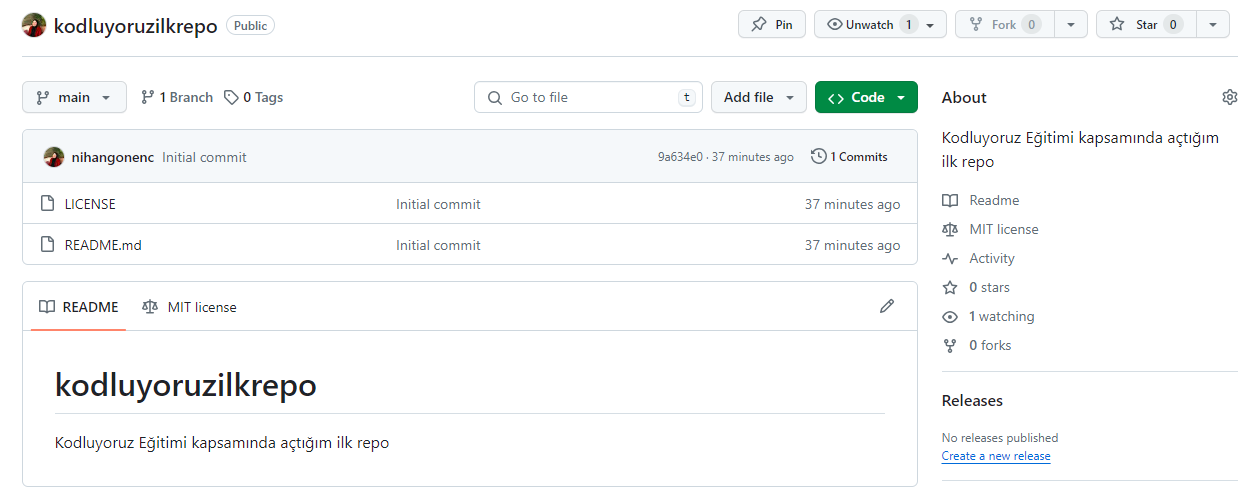 kodluyoruzilkrepo Public Pin Unwatch 1 Fork 0 Star 0
main 1 Branch 0 Tags Go to file t Add file Code
nihangonenc Initial commit 9a634e0 · 37 minutes ago 1 Commits
LICENSE Initial commit 37 minutes ago
README.md Initial commit 37 minutes ago
README MIT license
kodluyoruzilkrepo
Kodluyoruz Eğitimi kapsamında açtığım ilk repo
About
Kodluyoruz Eğitimi kapsamında açtığım
ilk repo
Readme
MIT license
Activity
0 stars
1 watching
0 forks
Releases
No releases published
Create a new release